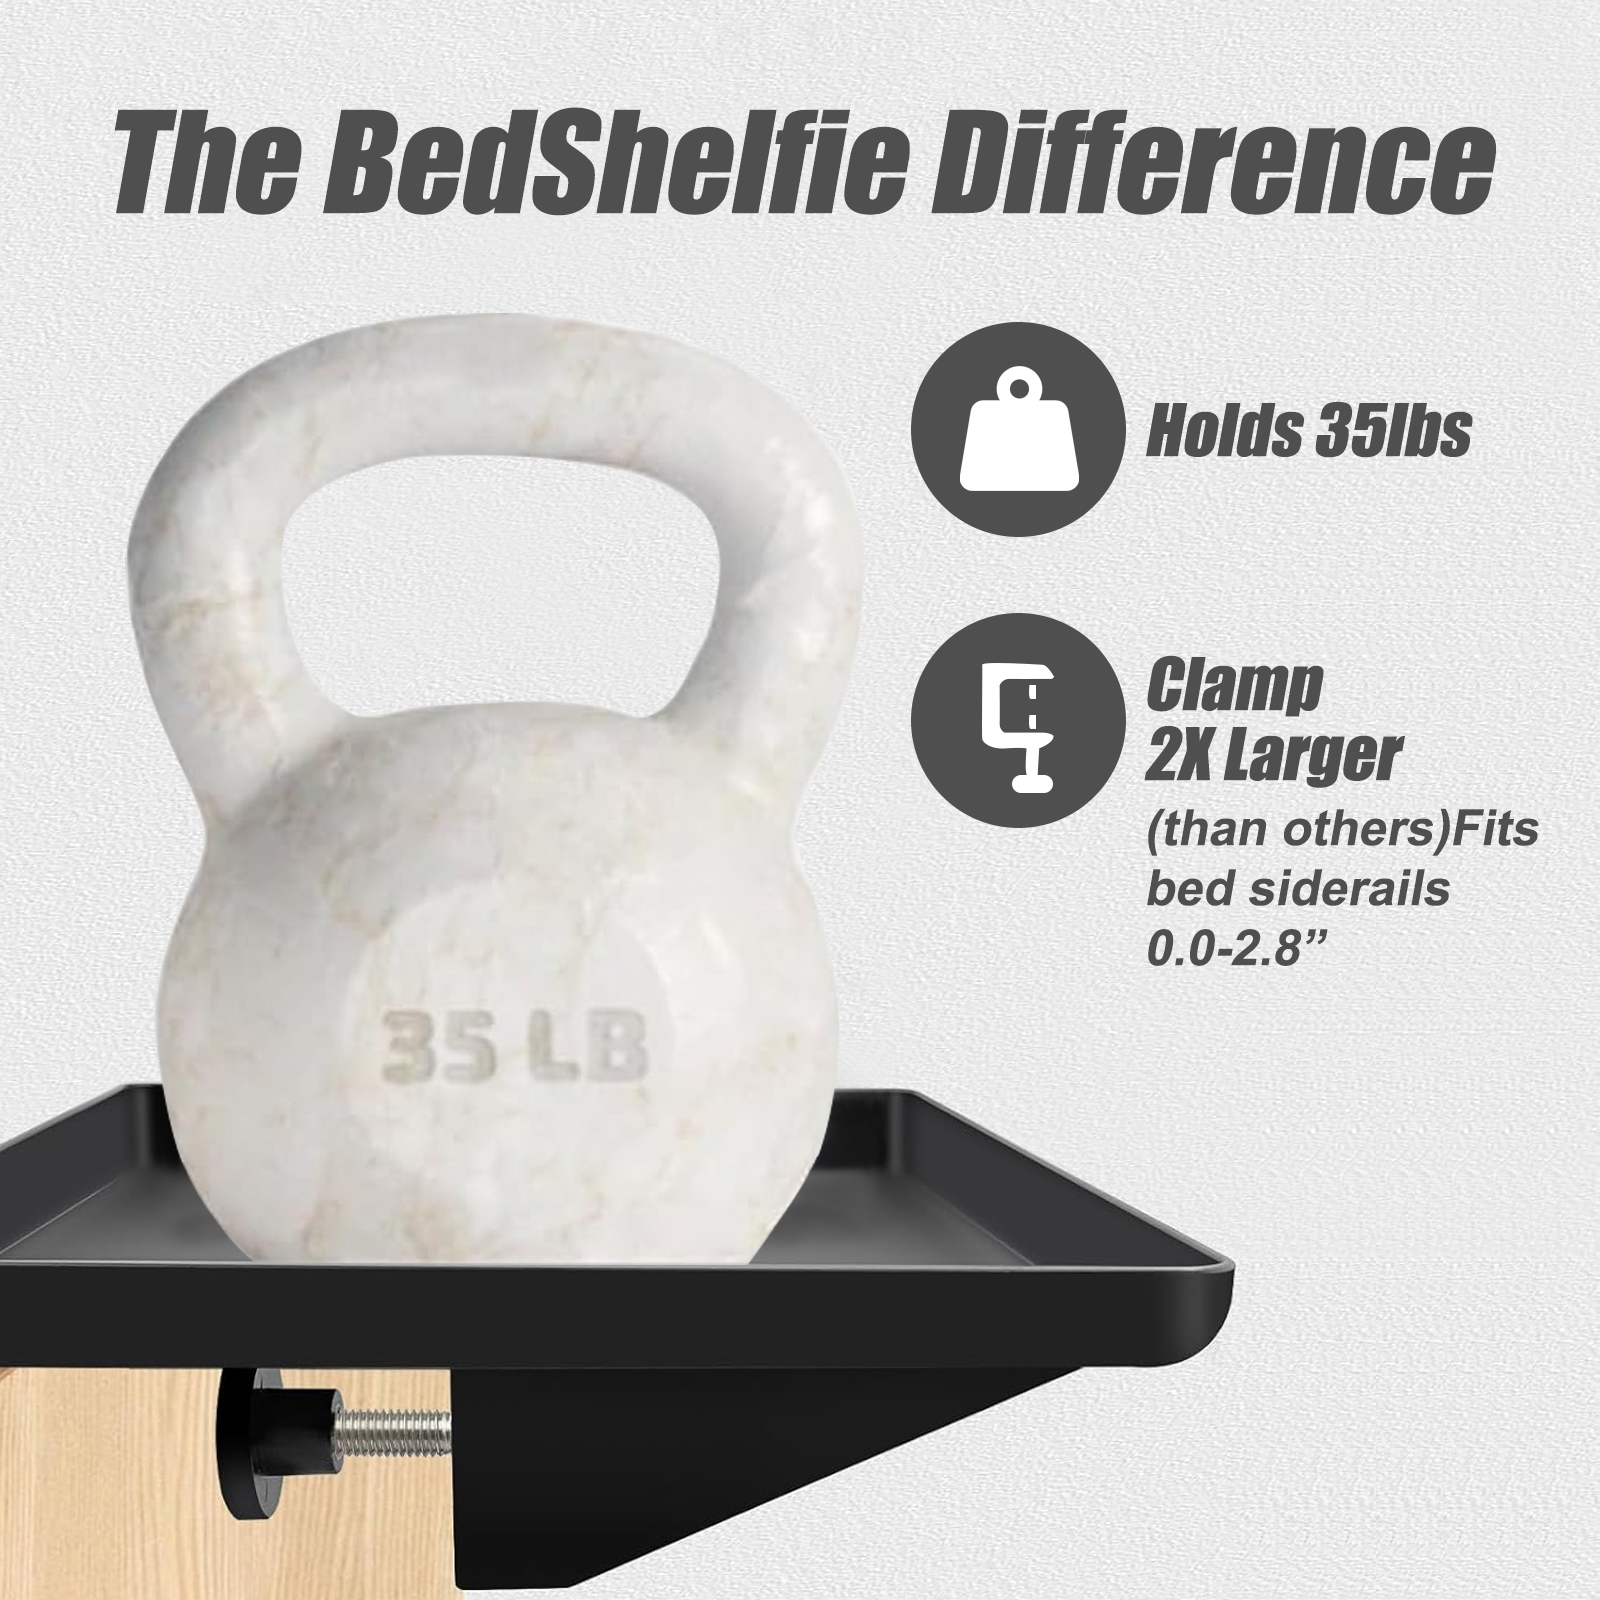 The BedShelfie Difference
Holds 35lbs
Clamp
2X Larger
(than others)Fits
bed siderails
0.0-2.8”
35 LB